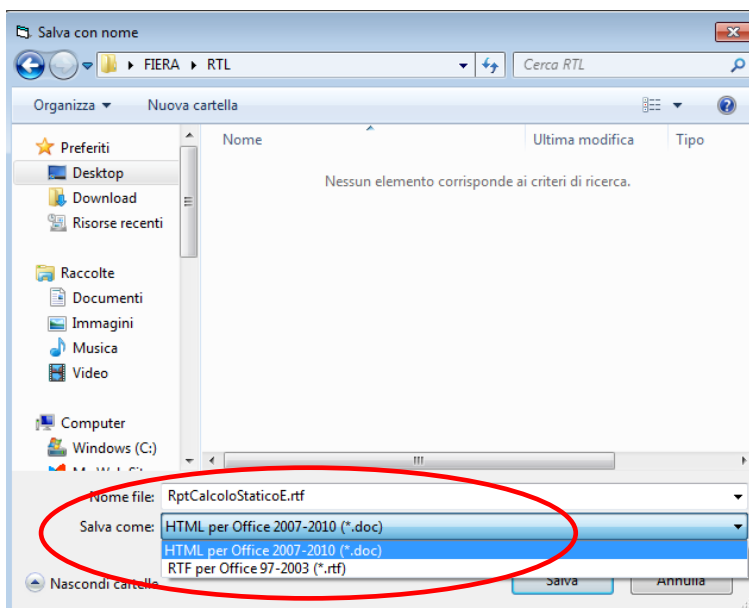 Salva con nome
FIERA RTL
Cerca RTL
Organizza Nuova cartella
Preferiti
Desktop
Download
Risorse recenti
Raccolte
Documenti
Immagini
Musica
Video
Computer
Windows (C:)
Nome Ultima modifica Tipo
Nessun elemento corrisponde ai criteri di ricerca.
Nome file: RptCalcoloStaticoE.rtf
Salva come: HTML per Office 2007-2010 (*.doc)
HTML per Office 2007-2010 (*.doc)
RTF per Office 97-2003 (*.rtf)
Nascondi cartelle Salva Annulla